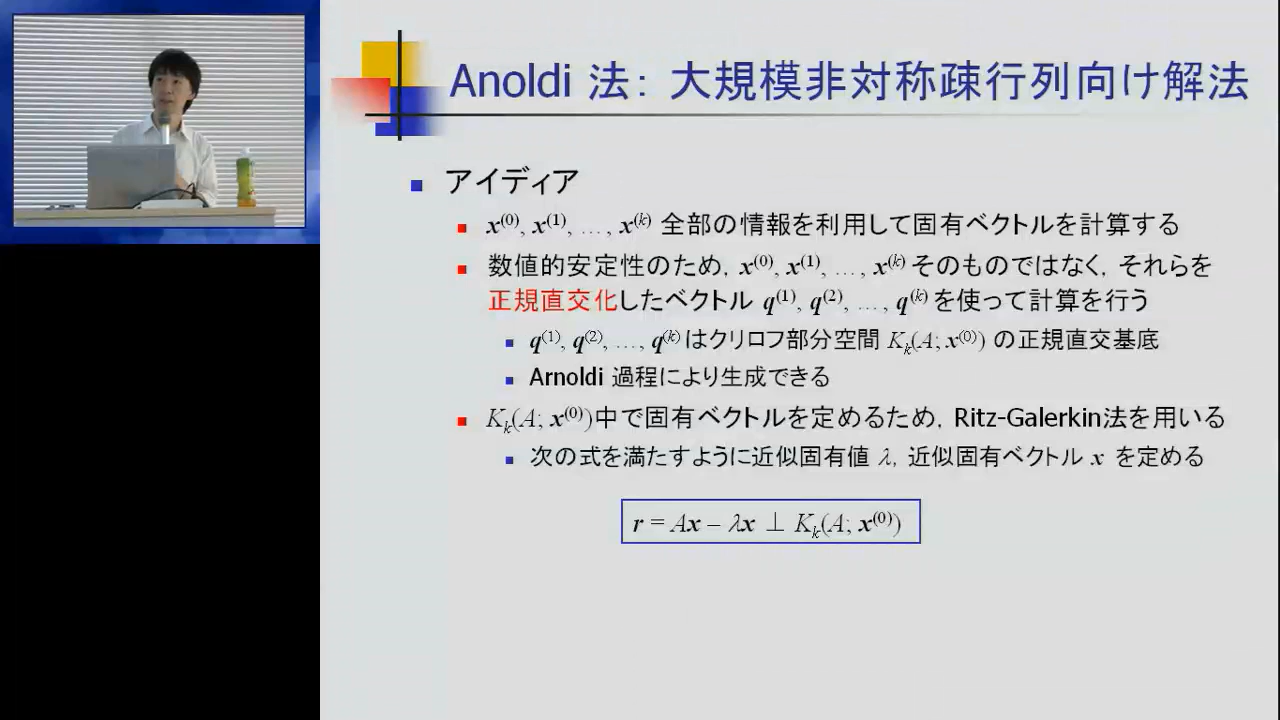 Anoldi 法： 大規模非対称疎行列向け解法
アイディア
x(0), x(1), …, x(k) 全部の情報を利用して固有ベクトルを計算する
数値的安定性のため，x(0), x(1), …, x(k) そのものではなく，それらを
正規直交化したベクトル q(1), q(2), …, q(k) を使って計算を行う
q(1), q(2), …, q(k) はクリロフ部分空間 Kk(A; x(0)) の正規直交基底
Arnoldi 過程により生成できる
Kk(A; x(0))中で固有ベクトルを定めるため，Ritz-Galerkin法を用いる
次の式を満たすように近似固有値 λ，近似固有ベクトル x を定める
r = Ax – λx ⊥ Kk(A; x(0))